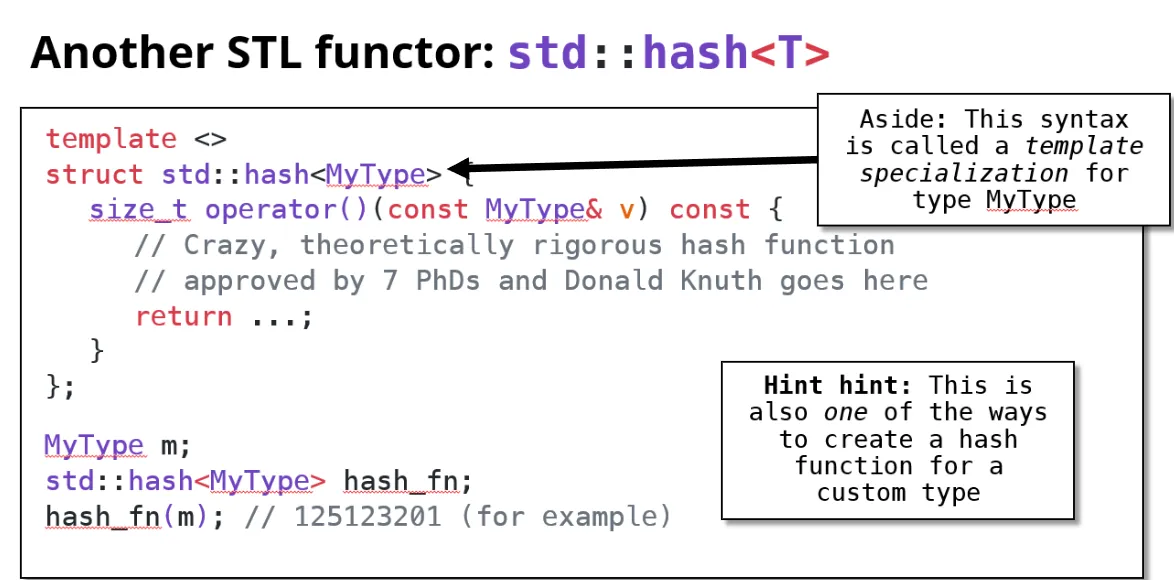 Another STL functor: std::hash<T>
template <>
struct std::hash<MyType> {
size_t operator()(const MyType& v) const {
// Crazy, theoretically rigorous hash function
// approved by 7 PhDs and Donald Knuth goes here
return ...;
}
};
MyType m;
std::hash<MyType> hash_fn;
hash_fn(m); // 125123201 (for example)
Aside: This syntax
is called a template
specialization for
type MyType
Hint hint: This is
also one of the ways
to create a hash
function for a
custom type